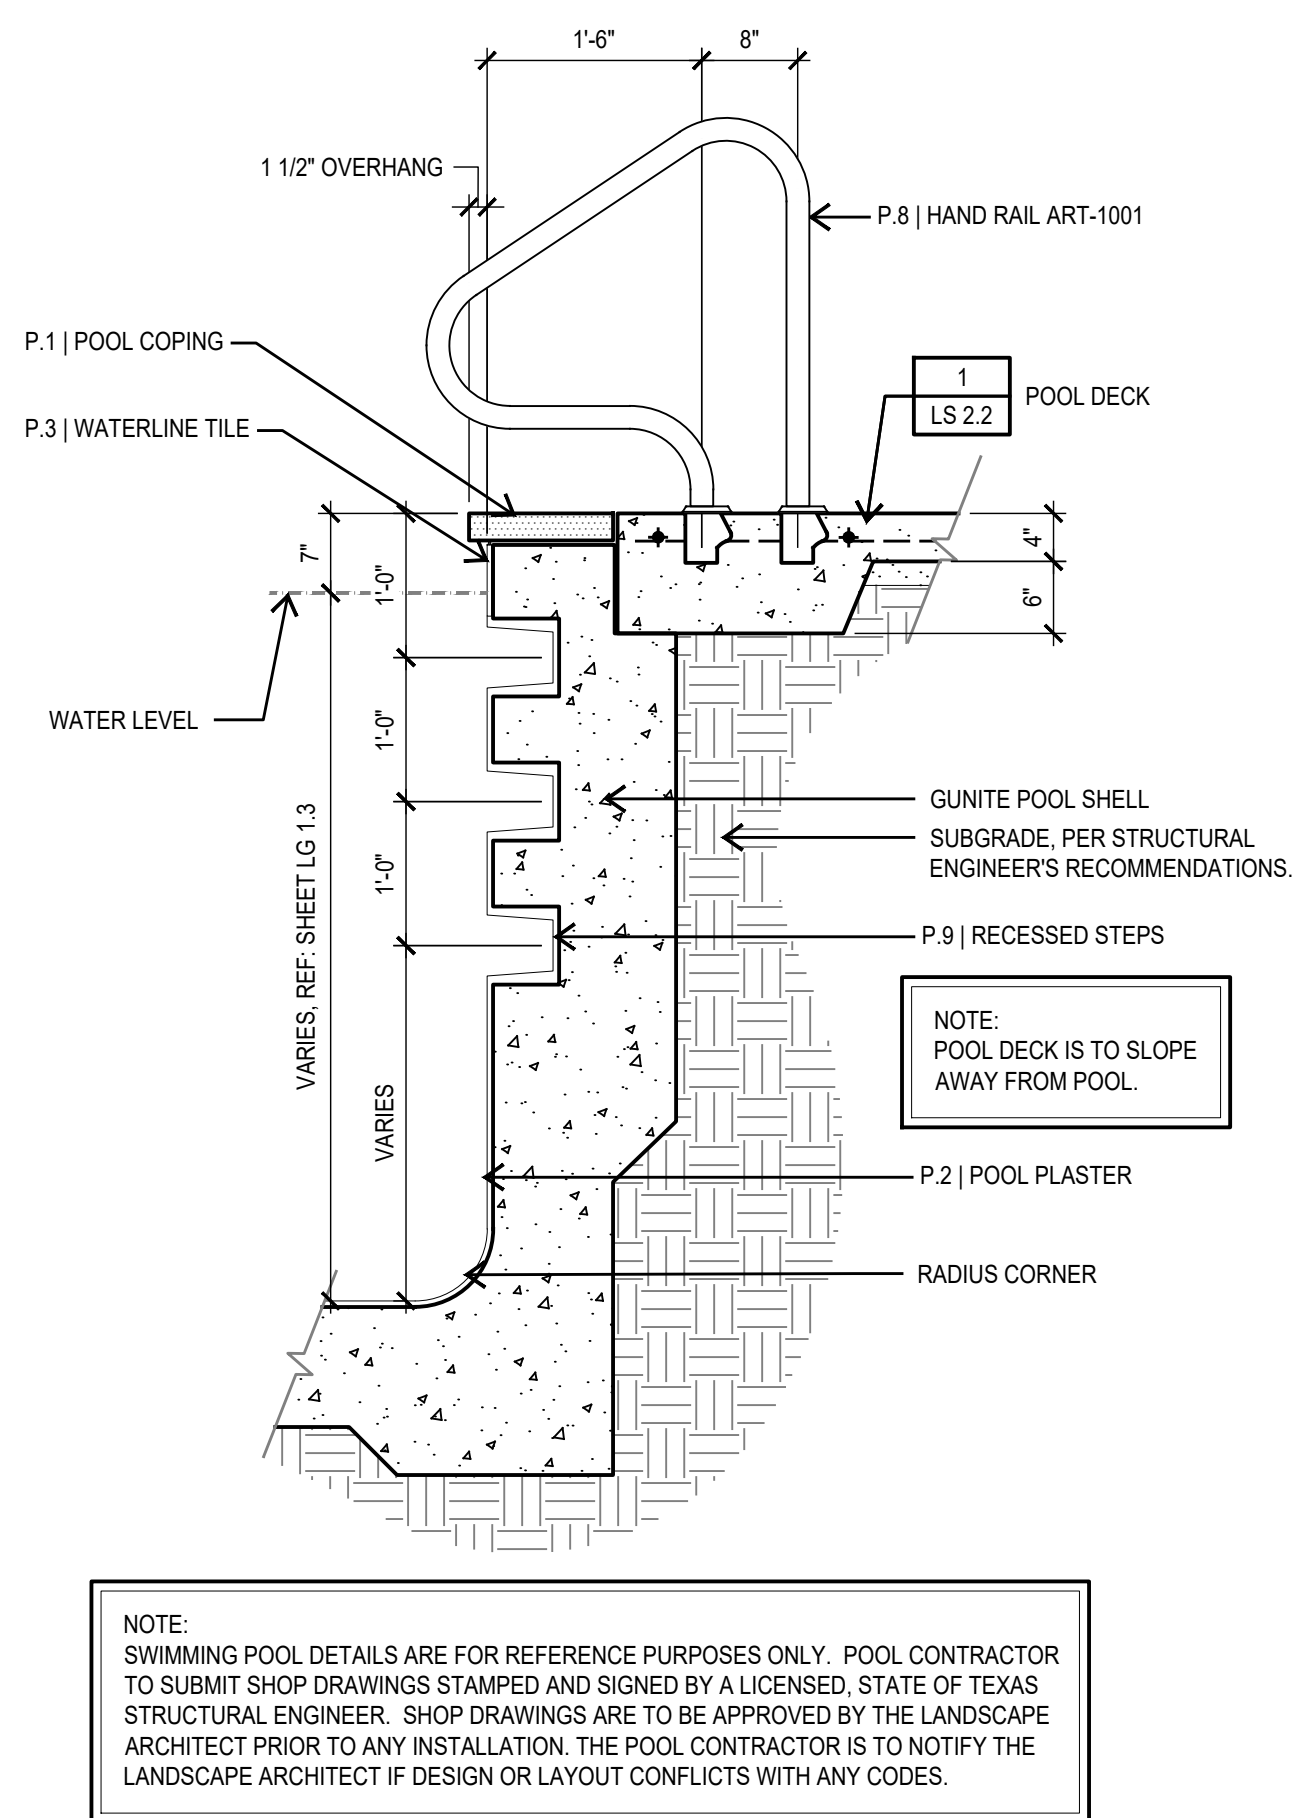 1'-6"
8"
1 1/2" OVERHANG
P.8 | HAND RAIL ART-1001
P.1 | POOL COPING
1
LS 2.2
POOL DECK
P.3 | WATERLINE TILE
7"
1'-0"
4"
6"
WATER LEVEL
1'-0"
GUNITE POOL SHELL
SUBGRADE, PER STRUCTURAL
ENGINEER'S RECOMMENDATIONS.
1'-0"
VARIES, REF: SHEET LG 1.3
P.9 | RECESSED STEPS
NOTE:
POOL DECK IS TO SLOPE
AWAY FROM POOL.
VARIES
P.2 | POOL PLASTER
RADIUS CORNER
NOTE:
SWIMMING POOL DETAILS ARE FOR REFERENCE PURPOSES ONLY.  POOL CONTRACTOR
TO SUBMIT SHOP DRAWINGS STAMPED AND SIGNED BY A LICENSED, STATE OF TEXAS
STRUCTURAL ENGINEER.  SHOP DRAWINGS ARE TO BE APPROVED BY THE LANDSCAPE
ARCHITECT PRIOR TO ANY INSTALLATION. THE POOL CONTRACTOR IS TO NOTIFY THE
LANDSCAPE ARCHITECT IF DESIGN OR LAYOUT CONFLICTS WITH ANY CODES.